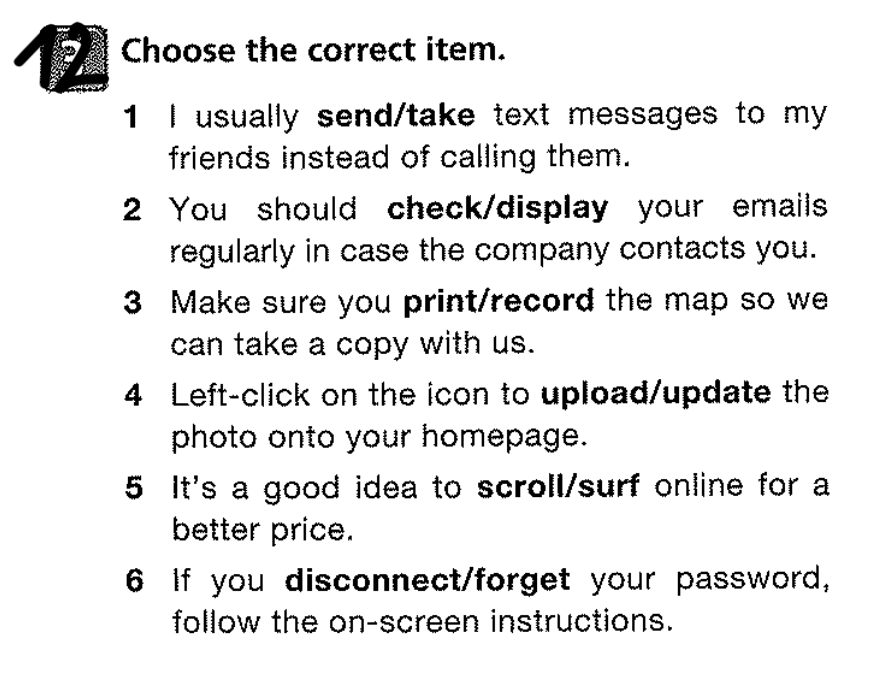 12 Choose the correct item.
1 I usually send/take text messages to my
friends instead of calling them.
2 You should check/display your emails
regularly in case the company contacts you.
3 Make sure you print/record the map so we
can take a copy with us.
4 Left-click on the icon to upload/update the
photo onto your homepage.
5 It's a good idea to scroll/surf online for a
better price.
6 If you disconnect/forget your password,
follow the on-screen instructions.